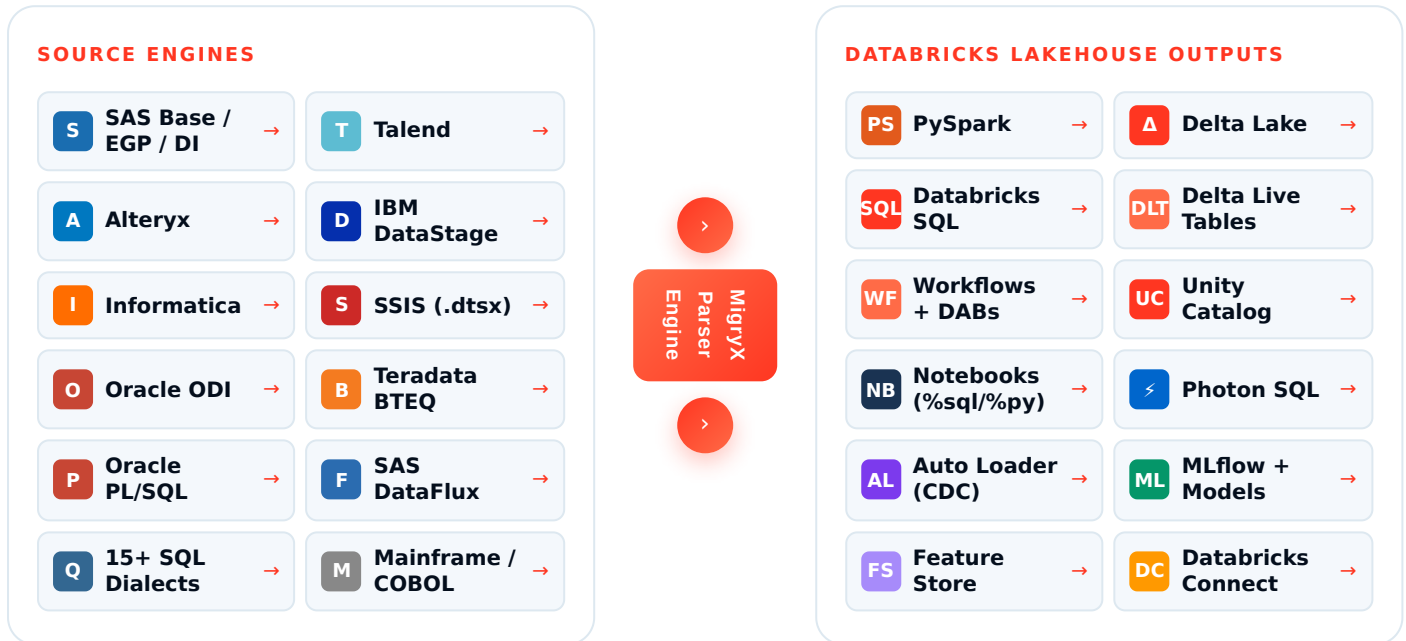 SOURCE ENGINES
S
SAS Base /
EGP / DI
→
T
Talend
→
A
Alteryx
→
D
IBM
DataStage
→
I
Informatica
→
S
SSIS (.dtsx)
→
O
Oracle ODI
→
B
Teradata
BTEQ
→
P
Oracle
PL/SQL
→
F
SAS
DataFlux
→
Q
15+ SQL
Dialects
→
M
Mainframe /
COBOL
→
›
MigryX
Parser
Engine
›
DATABRICKS LAKEHOUSE OUTPUTS
PS
PySpark
→
Δ
Delta Lake
→
SQL
Databricks
SQL
→
DLT
Delta Live
Tables
→
WF
Workflows
+ DABs
→
UC
Unity
Catalog
→
NB
Notebooks
(%sql/%py)
→
⚡
Photon SQL
→
AL
Auto Loader
(CDC)
→
ML
MLflow +
Models
→
FS
Feature
Store
→
DC
Databricks
Connect
→